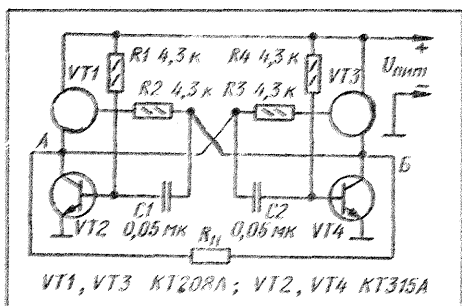 R1 4,3 к R4 4,3 к
+
VT1 VT3 Uпит
R2 4,3 к R3 4,3 к
−
А Б
VT2 C1 C2 VT4
0,05 мк Rн 0,05 мк
VT1, VT3 КТ208А; VT2, VT4 КТ315А